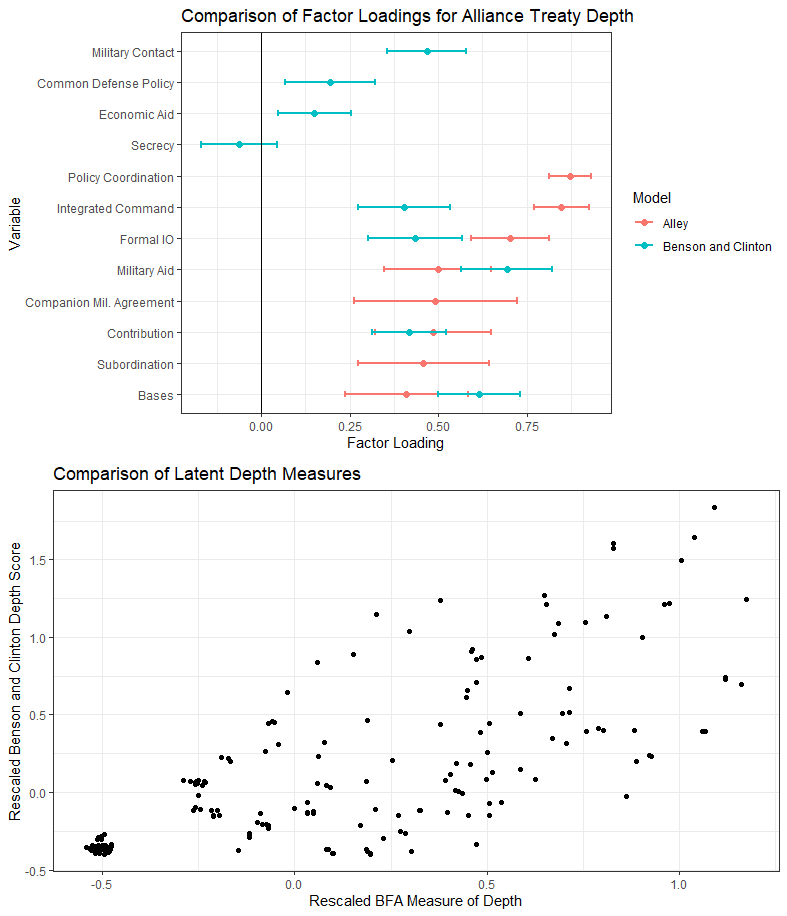 Comparison of Factor Loadings for Alliance Treaty Depth
Variable
Military Contact
Common Defense Policy
Economic Aid
Secrecy
Policy Coordination
Integrated Command
Formal IO
Military Aid
Companion Mil. Agreement
Contribution
Subordination
Bases
0.00 0.25 0.50 0.75
Factor Loading
Model
Alley
Benson and Clinton
Comparison of Latent Depth Measures
Rescaled Benson and Clinton Depth Score
1.5
1.0
0.5
0.0
-0.5
-0.5 0.0 0.5 1.0
Rescaled BFA Measure of Depth